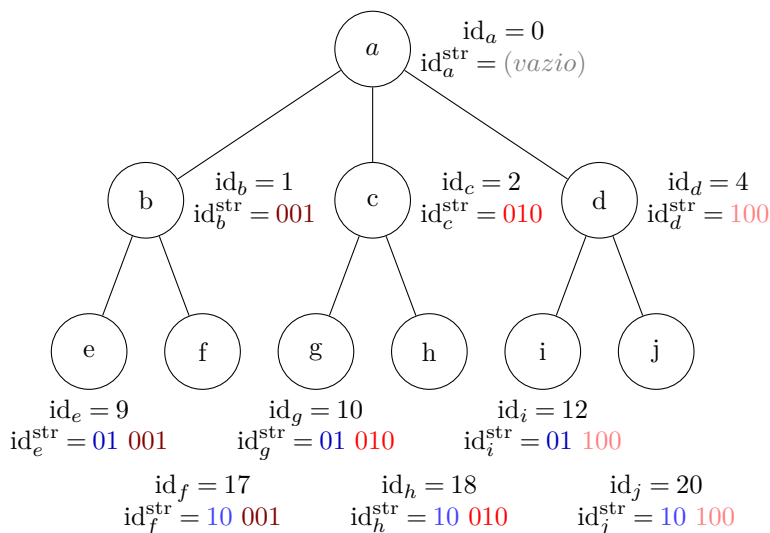 a
id_a = 0
id_a^str = (vazio)
b
id_b = 1
id_b^str = 001
c
id_c = 2
id_c^str = 010
d
id_d = 4
id_d^str = 100
e
f
g
h
i
j
id_e = 9
id_e^str = 01 001
id_g = 10
id_g^str = 01 010
id_i = 12
id_i^str = 01 100
id_f = 17
id_f^str = 10 001
id_h = 18
id_h^str = 10 010
id_j = 20
id_j^str = 10 100